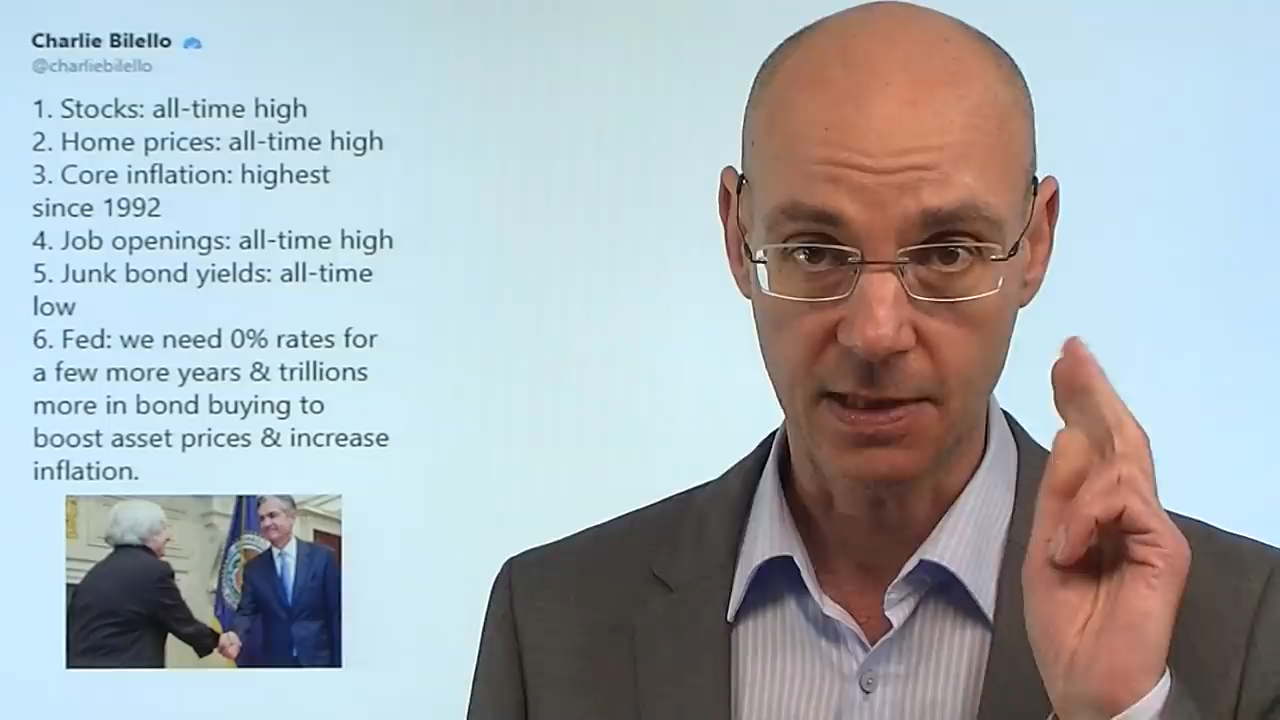 Charlie Bilello
@charliebilello
1. Stocks: all-time high
2. Home prices: all-time high
3. Core inflation: highest
since 1992
4. Job openings: all-time high
5. Junk bond yields: all-time
low
6. Fed: we need 0% rates for
a few more years & trillions
more in bond buying to
boost asset prices & increase
inflation.